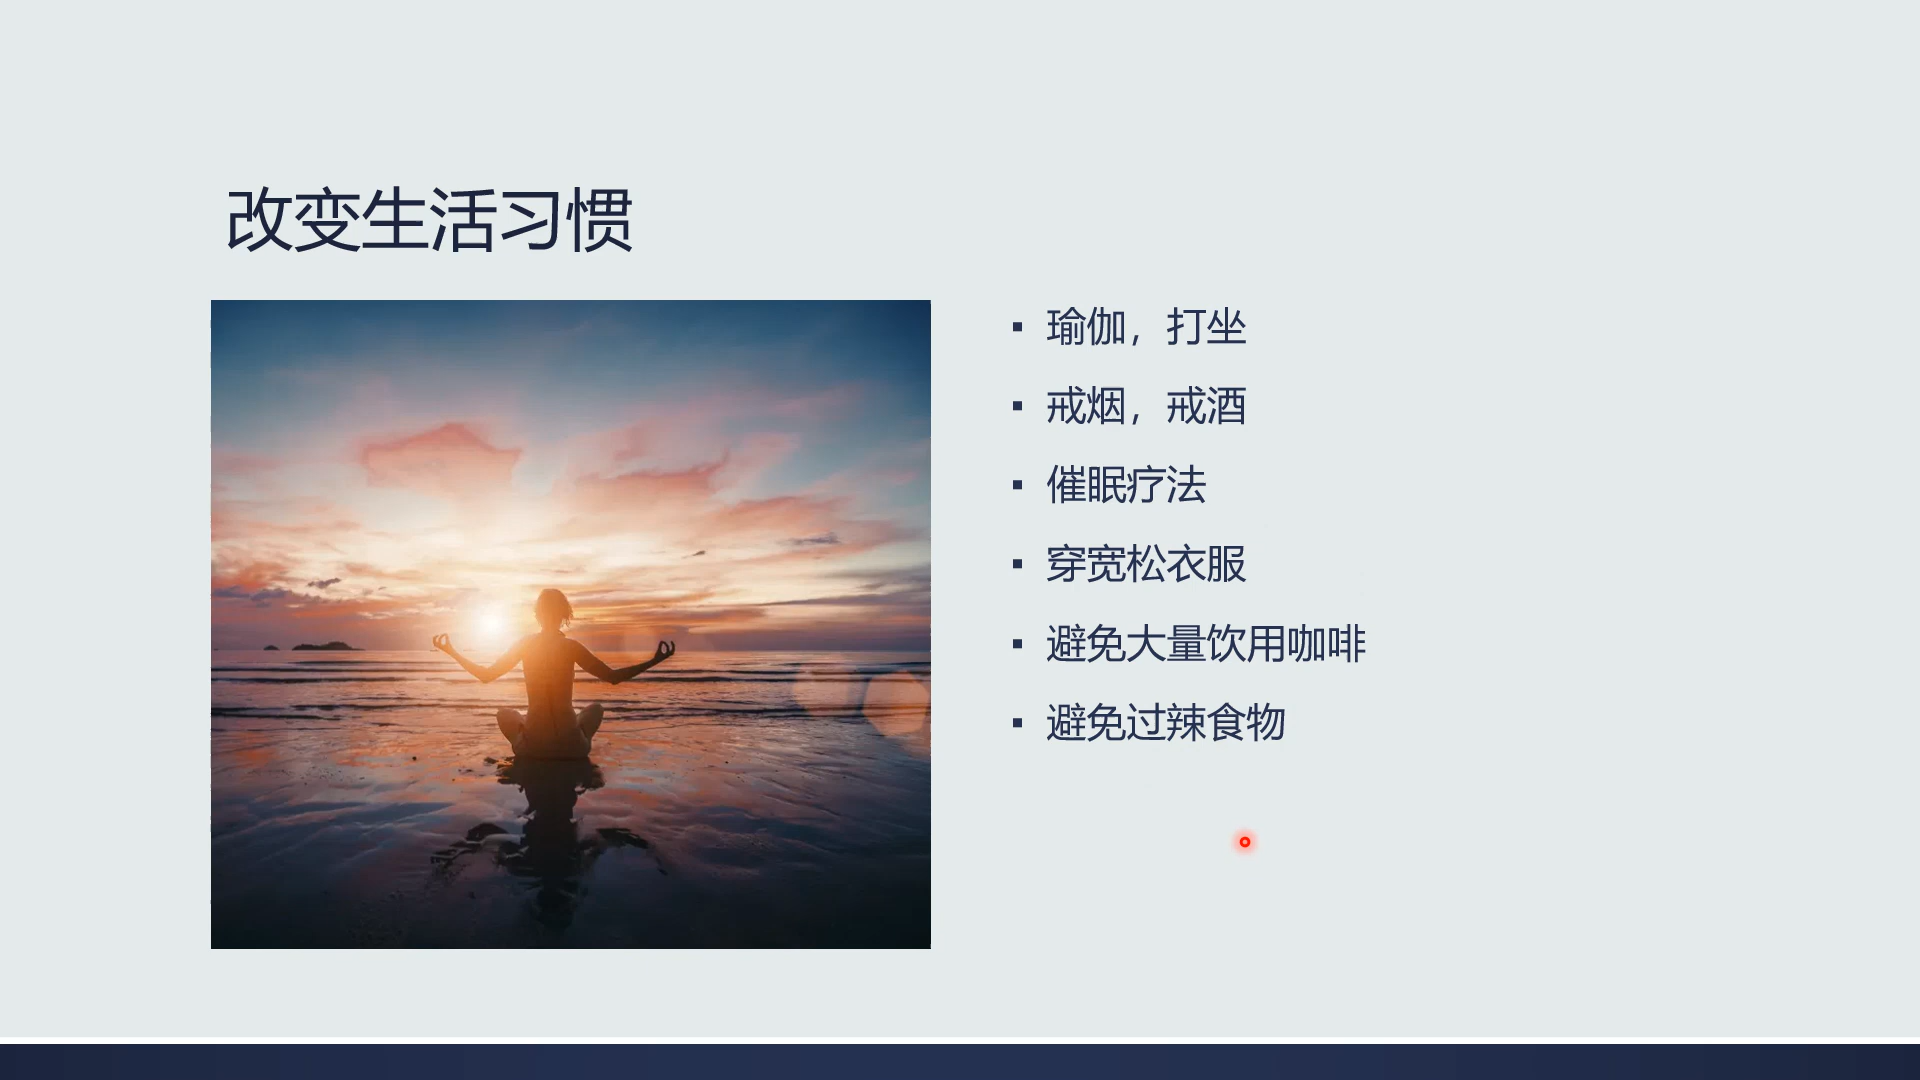 改变生活习惯
▪ 瑜伽，打坐
▪ 戒烟，戒酒
▪ 催眠疗法
▪ 穿宽松衣服
▪ 避免大量饮用咖啡
▪ 避免过辣食物